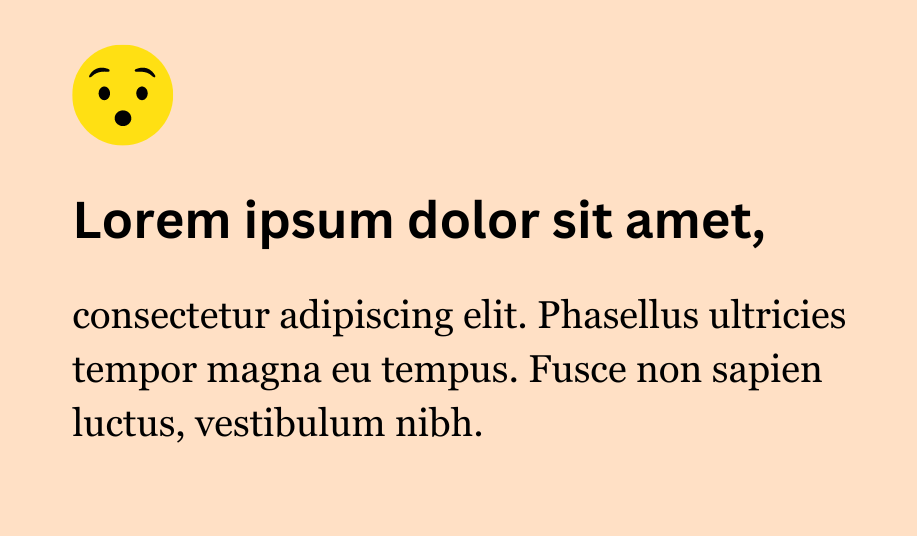 Lorem ipsum dolor sit amet,
consectetur adipiscing elit. Phasellus ultricies
tempor magna eu tempus. Fusce non sapien
luctus, vestibulum nibh.